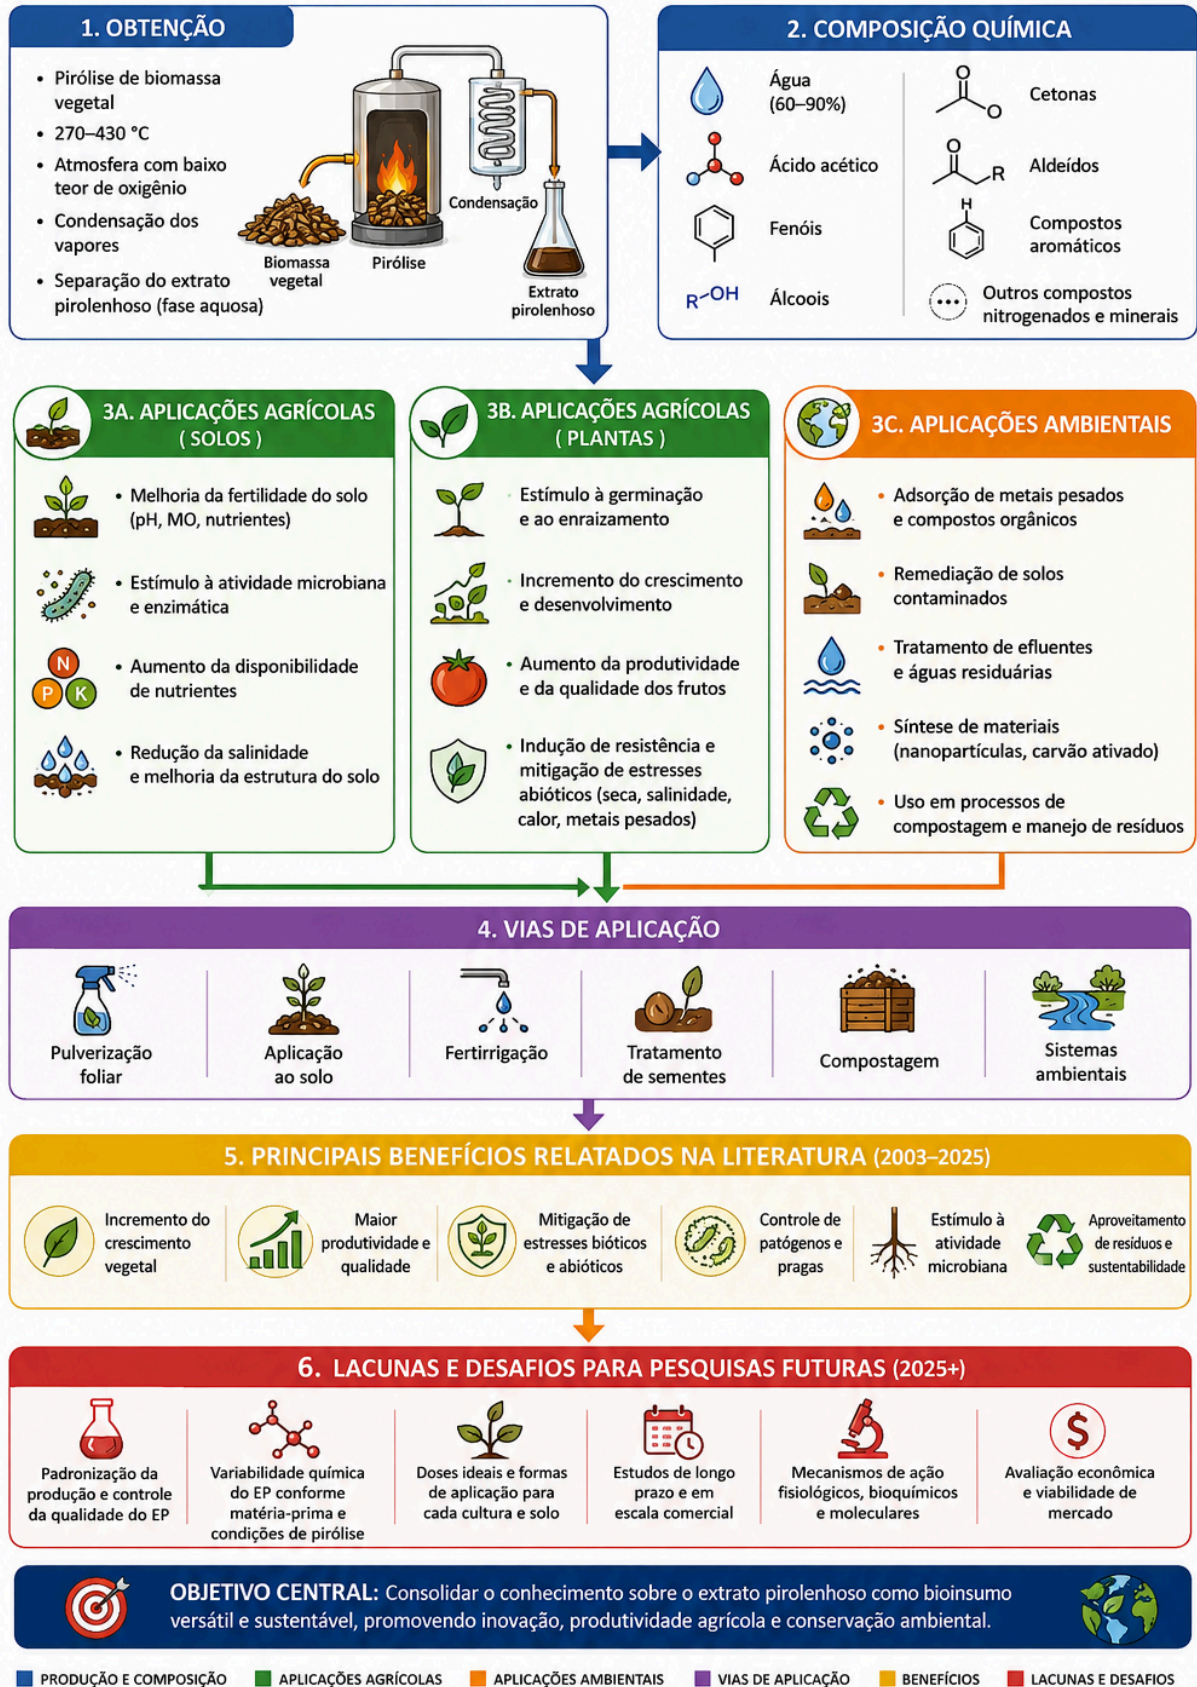 1. OBTENÇÃO
• Pirólise de biomassa
vegetal
• 270–430 °C
• Atmosfera com baixo
teor de oxigênio
• Condensação dos
vapores
• Separação do extrato
pirolenhoso (fase aquosa)
Biomassa
vegetal
Pirólise
Condensação
Extrato
pirolenhoso
2. COMPOSIÇÃO QUÍMICA
Água
(60–90%)
Ácido acético
Fenóis
R–OH
Álcoois
O
O
Cetonas
O
R
Aldeídos
H
Compostos
aromáticos
Outros compostos
nitrogenados e minerais
3A. APLICAÇÕES AGRÍCOLAS
( SOLOS )
• Melhoria da fertilidade do solo
(pH, MO, nutrientes)
• Estímulo à atividade microbiana
e enzimática
N
P K
• Aumento da disponibilidade
de nutrientes
• Redução da salinidade
e melhoria da estrutura do solo
3B. APLICAÇÕES AGRÍCOLAS
( PLANTAS )
• Estímulo à germinação
e ao enraizamento
• Incremento do crescimento
e desenvolvimento
• Aumento da produtividade
e da qualidade dos frutos
• Indução de resistência e
mitigação de estresses
abióticos (seca, salinidade,
calor, metais pesados)
3C. APLICAÇÕES AMBIENTAIS
• Adsorção de metais pesados
e compostos orgânicos
• Remediação de solos
contaminados
• Tratamento de efluentes
e águas residuárias
• Síntese de materiais
(nanopartículas, carvão ativado)
• Uso em processos de
compostagem e manejo de resíduos
4. VIAS DE APLICAÇÃO
Pulverização
foliar
Aplicação
ao solo
Fertirrigação
Tratamento
de sementes
Compostagem
Sistemas
ambientais
5. PRINCIPAIS BENEFÍCIOS RELATADOS NA LITERATURA (2003–2025)
Incremento do
crescimento
vegetal
Maior
produtividade e
qualidade
Mitigação de
estresses bióticos
e abióticos
Controle de
patógenos e
pragas
Estímulo à
atividade
microbiana
Aproveitamento
de resíduos e
sustentabilidade
6. LACUNAS E DESAFIOS PARA PESQUISAS FUTURAS (2025+)
Padronização da
produção e controle
da qualidade do EP
Variabilidade química
do EP conforme
matéria-prima e
condições de pirólise
Doses ideais e formas
de aplicação para
cada cultura e solo
Estudos de longo
prazo e em
escala comercial
Mecanismos de ação
fisiológicos, bioquímicos
e moleculares
$
Avaliação econômica
e viabilidade de
mercado
OBJETIVO CENTRAL: Consolidar o conhecimento sobre o extrato pirolenhoso como bioinsumo
versátil e sustentável, promovendo inovação, produtividade agrícola e conservação ambiental.
PRODUÇÃO E COMPOSIÇÃO
APLICAÇÕES AGRÍCOLAS
APLICAÇÕES AMBIENTAIS
VIAS DE APLICAÇÃO
BENEFÍCIOS
LACUNAS E DESAFIOS